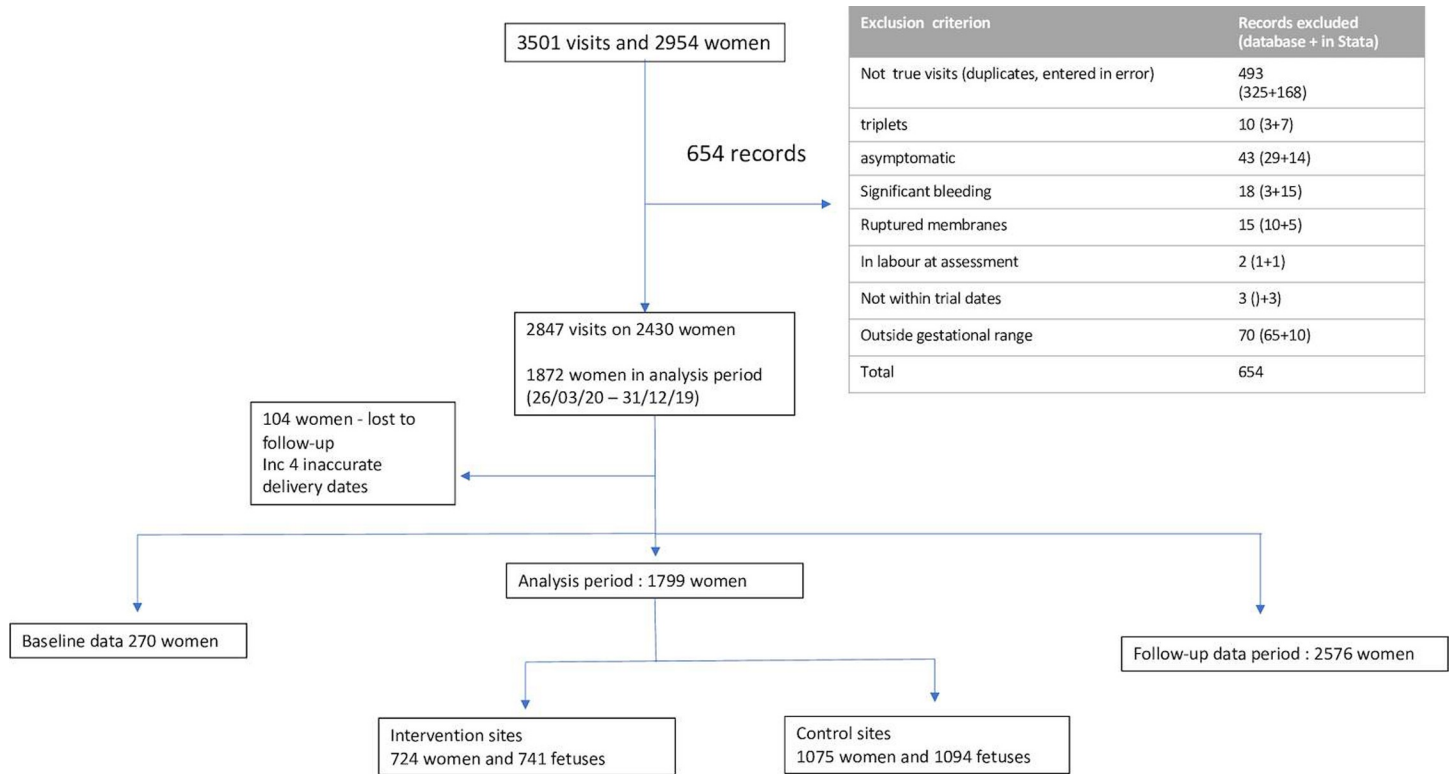 3501 visits and 2954 women
Exclusion criterion Records excluded
(database + in Stata)
Not true visits (duplicates, entered in error) 493
(325+168)
triplets 10 (3+7)
asymptomatic 43 (29+14)
Significant bleeding 18 (3+15)
Ruptured membranes 15 (10+5)
In labour at assessment 2 (1+1)
Not within trial dates 3 ()+3)
Outside gestational range 70 (65+10)
Total 654
654 records
2847 visits on 2430 women
1872 women in analysis period
(26/03/20 – 31/12/19)
104 women - lost to
follow-up
Inc 4 inaccurate
delivery dates
Analysis period : 1799 women
Baseline data 270 women
Follow-up data period : 2576 women
Intervention sites
724 women and 741 fetuses
Control sites
1075 women and 1094 fetuses